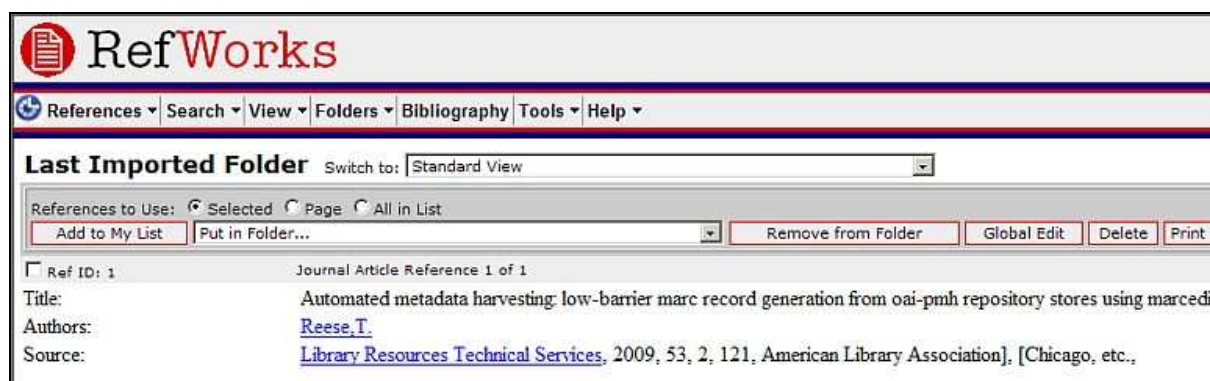 RefWorks
References Search View Folders Bibliography Tools Help
Last Imported Folder Switch to: Standard View
References to Use: Selected Page All in List
Add to My List Put in Folder... Remove from Folder Global Edit Delete Print
Ref ID: 1 Journal Article Reference 1 of 1
Title: Automated metadata harvesting: low-barrier marc record generation from oai-pmh repository stores using marcedi
Authors: Reese,T.
Source: Library Resources Technical Services, 2009, 53, 2, 121, American Library Association], [Chicago, etc.,